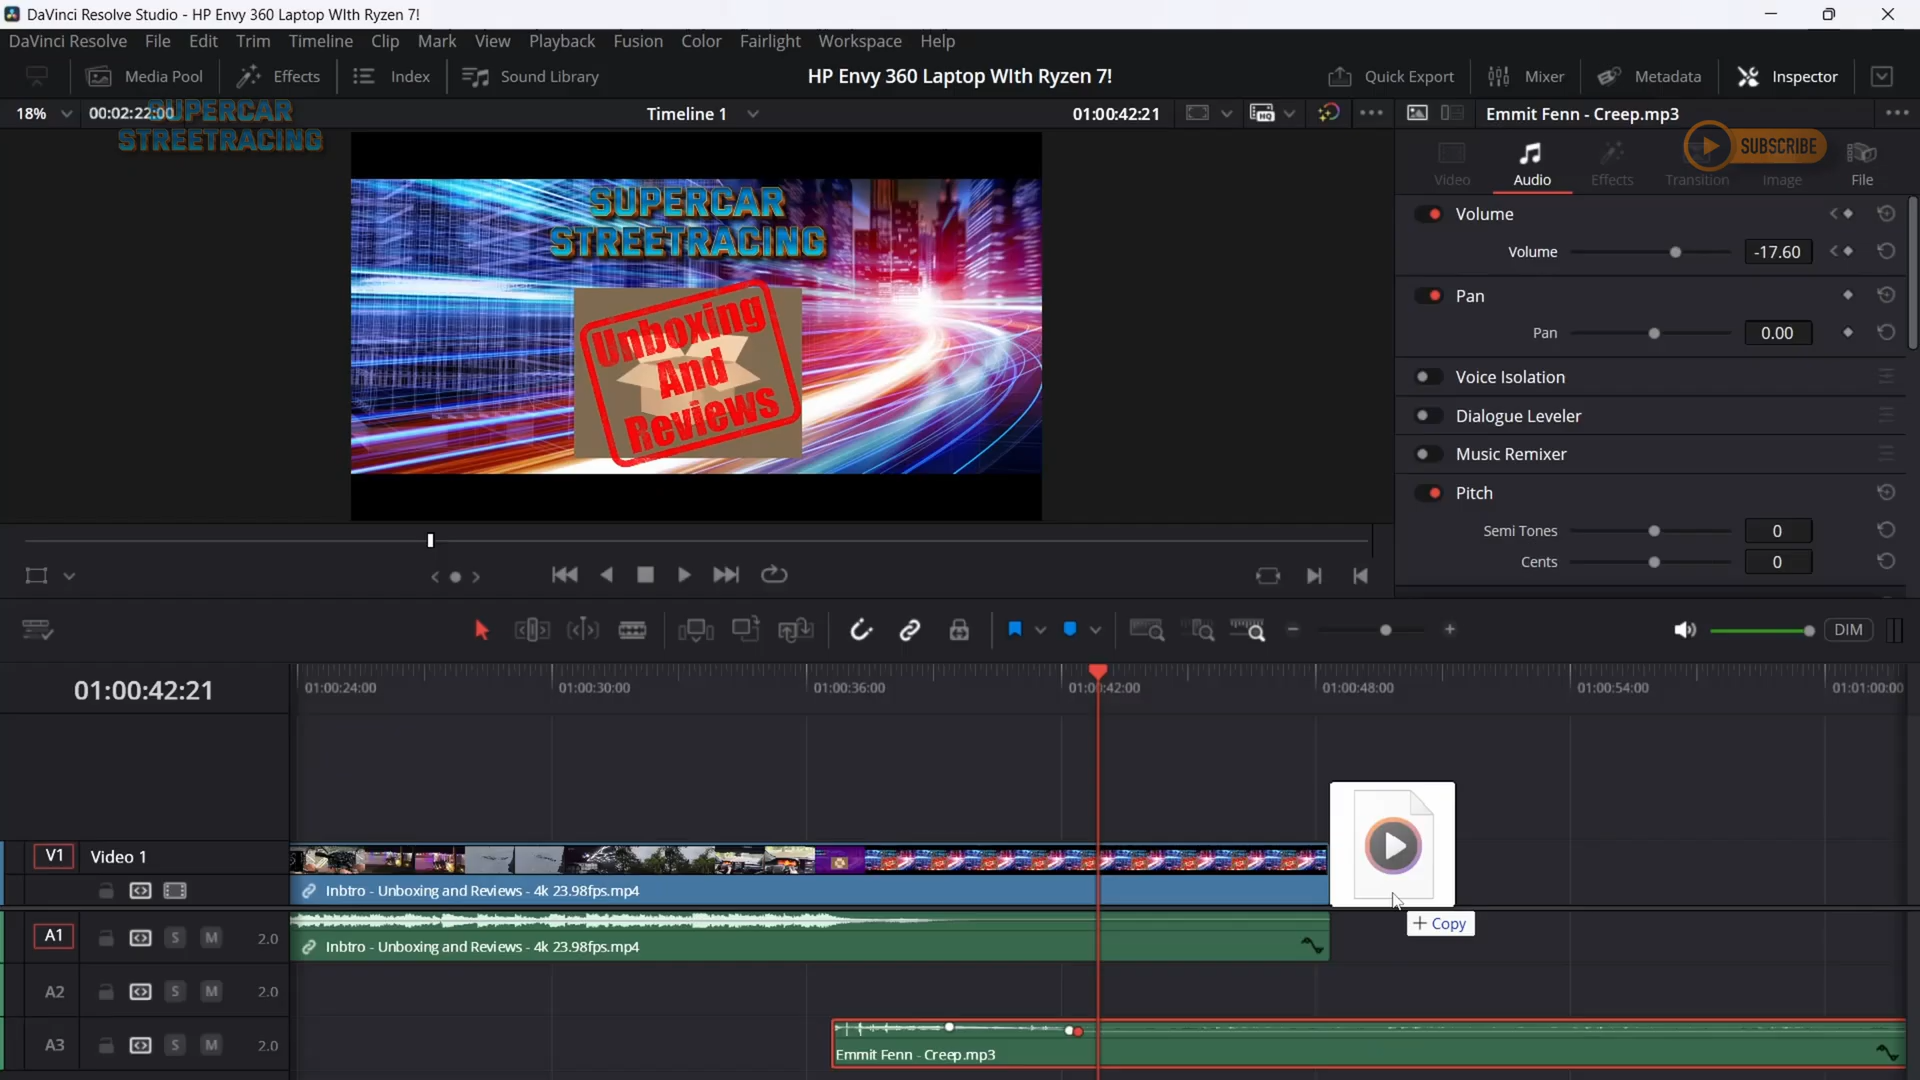 DaVinci Resolve Studio - HP Envy 360 Laptop WIth Ryzen 7!
DaVinci Resolve File Edit Trim Timeline Clip Mark View Playback Fusion Color Fairlight Workspace Help
Media Pool Effects Index Sound Library HP Envy 360 Laptop WIth Ryzen 7! Quick Export Mixer Metadata Inspector
18% 00:02:22:00 Timeline 1 01:00:42:21 HQ Emmit Fenn - Creep.mp3
SUPERCAR
STREETRACING
SUBSCRIBE
Video Audio Effects Transition Image File
SUPERCAR
STREETRACING
Unboxing
And
Reviews
Volume
Volume -17.60
Pan
Pan 0.00
Voice Isolation
Dialogue Leveler
Music Remixer
Pitch
Semi Tones 0
Cents 0
DIM
01:00:42:21 01:00:24:00 01:00:30:00 01:00:36:00 01:00:42:00 01:00:48:00 01:00:54:00 01:01:00:00
V1 Video 1
Inbtro - Unboxing and Reviews - 4k 23.98fps.mp4
Copy
A1 S M 2.0 Inbtro - Unboxing and Reviews - 4k 23.98fps.mp4
A2 S M 2.0
A3 S M 2.0 Emmit Fenn - Creep.mp3